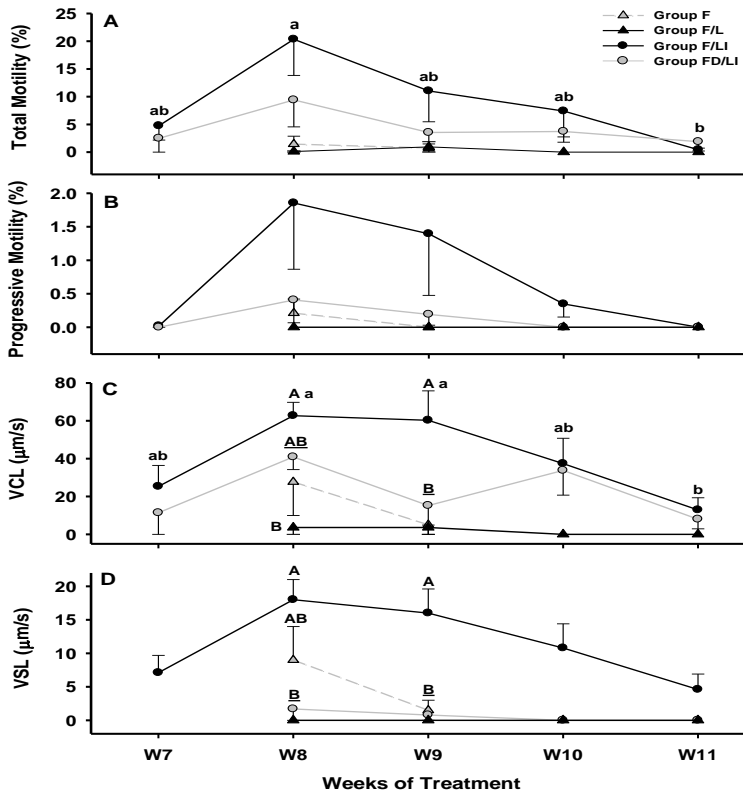 A
Total Motility (%)
25
20
15
10
5
0
ab
a
ab
ab
b
Group F
Group F/L
Group F/LI
Group FD/LI
B
Progressive Motility (%)
2.0
1.5
1.0
0.5
0.0
C
VCL (μm/s)
80
60
40
20
0
ab
A a
A a
ab
b
AB
B
B
D
VSL (μm/s)
20
15
10
5
0
A
A
AB
B
B
W7 W8 W9 W10 W11
Weeks of Treatment